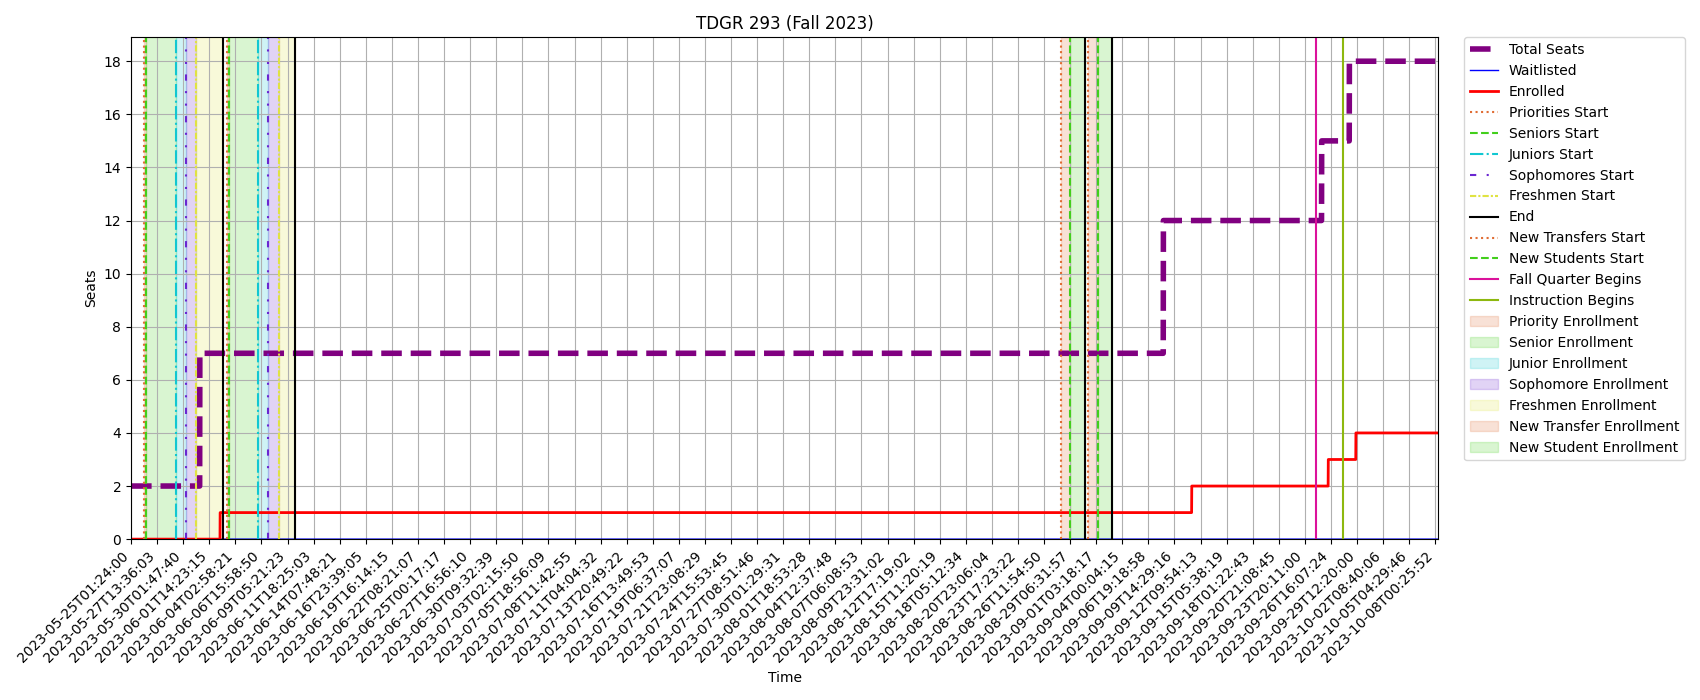 TDGR 293 (Fall 2023)
Seats
18
16
14
12
10
8
6
4
2
0
2023-05-25T01:24:00
2023-05-27T13:36:03
2023-05-30T01:47:40
2023-06-01T14:23:15
2023-06-04T02:58:21
2023-06-06T15:58:50
2023-06-09T05:21:23
2023-06-11T18:25:03
2023-06-14T07:48:21
2023-06-16T23:39:05
2023-06-19T16:14:15
2023-06-22T08:21:07
2023-06-25T00:17:17
2023-06-27T16:56:10
2023-06-30T09:32:39
2023-07-03T02:15:50
2023-07-05T18:56:09
2023-07-08T11:42:55
2023-07-11T04:04:32
2023-07-13T20:49:22
2023-07-16T13:49:53
2023-07-19T06:37:07
2023-07-21T23:08:29
2023-07-24T15:53:45
2023-07-27T08:51:46
2023-07-30T01:29:31
2023-08-01T18:53:28
2023-08-04T12:37:48
2023-08-07T06:08:53
2023-08-09T23:31:02
2023-08-12T17:19:02
2023-08-15T11:20:19
2023-08-18T05:12:34
2023-08-20T23:06:04
2023-08-23T17:23:22
2023-08-26T11:54:50
2023-08-29T06:31:57
2023-09-01T03:18:17
2023-09-04T00:04:15
2023-09-06T19:18:58
2023-09-09T14:29:16
2023-09-12T09:54:13
2023-09-15T05:38:19
2023-09-18T01:22:43
2023-09-20T21:08:45
2023-09-23T20:11:00
2023-09-26T16:07:24
2023-09-29T12:20:00
2023-10-02T08:40:06
2023-10-05T04:29:46
2023-10-08T00:25:52
Time
Total Seats
Waitlisted
Enrolled
Priorities Start
Seniors Start
Juniors Start
Sophomores Start
Freshmen Start
End
New Transfers Start
New Students Start
Fall Quarter Begins
Instruction Begins
Priority Enrollment
Senior Enrollment
Junior Enrollment
Sophomore Enrollment
Freshmen Enrollment
New Transfer Enrollment
New Student Enrollment